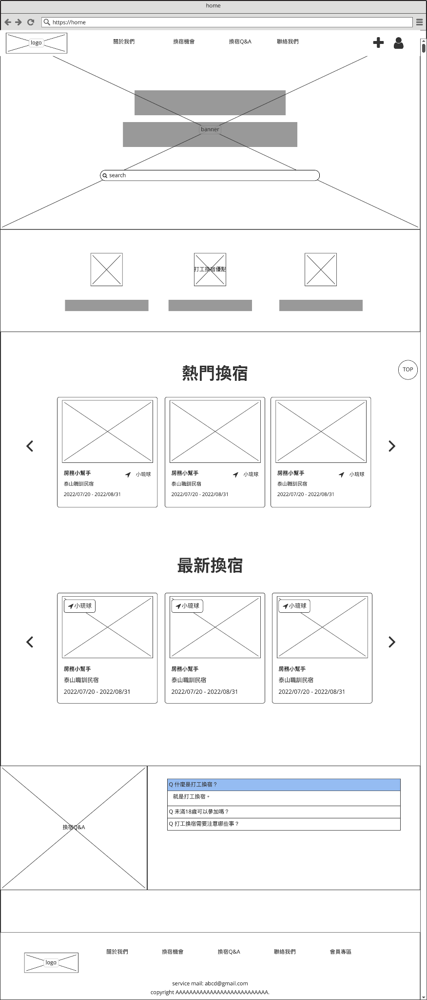 home
https://home
logo
關於我們
換宿機會
換宿Q&A
聯絡我們
banner
search
打工換宿優點
熱門換宿
TOP
房務小幫手
小琉球
泰山職訓民宿
2022/07/20 - 2022/08/31
房務小幫手
小琉球
泰山職訓民宿
2022/07/20 - 2022/08/31
房務小幫手
小琉球
泰山職訓民宿
2022/07/20 - 2022/08/31
最新換宿
小琉球
房務小幫手
泰山職訓民宿
2022/07/20 - 2022/08/31
小琉球
房務小幫手
泰山職訓民宿
2022/07/20 - 2022/08/31
小琉球
房務小幫手
泰山職訓民宿
2022/07/20 - 2022/08/31
換宿Q&A
Q 什麼是打工換宿？
就是打工換宿。
Q 未滿18歲可以參加嗎？
Q 打工換宿需要注意哪些事？
logo
關於我們
換宿機會
換宿Q&A
聯絡我們
會員專區
service mail: abcd@gmail.com
copyright AAAAAAAAAAAAAAAAAAAAAAAAAAA.